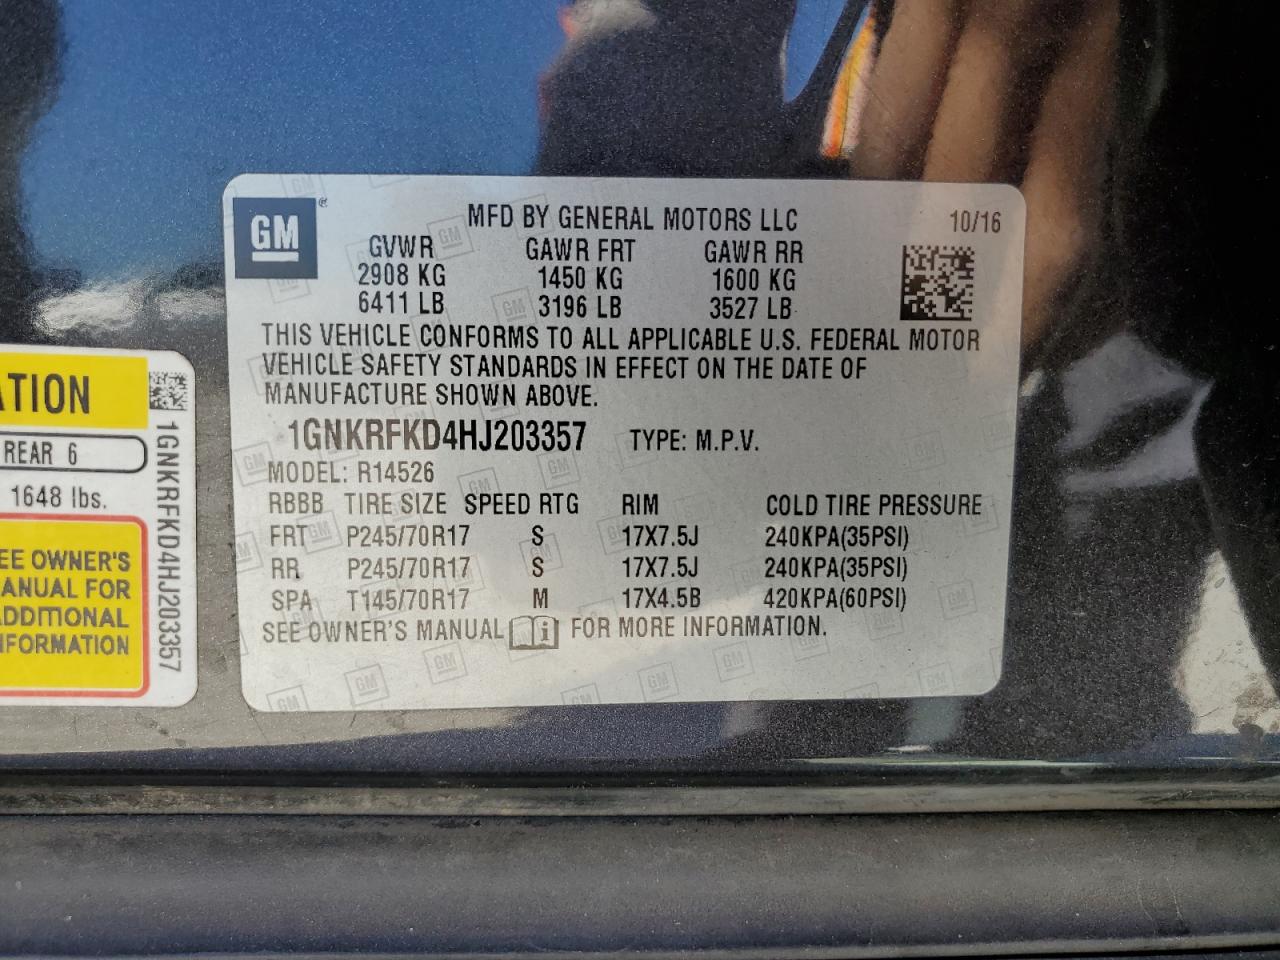 GM ®
MFD BY GENERAL MOTORS LLC 10/16
GVWR GAWR FRT GAWR RR
2908 KG 1450 KG 1600 KG
6411 LB 3196 LB 3527 LB
THIS VEHICLE CONFORMS TO ALL APPLICABLE U.S. FEDERAL MOTOR
VEHICLE SAFETY STANDARDS IN EFFECT ON THE DATE OF
MANUFACTURE SHOWN ABOVE.
1GNKRFKD4HJ203357 TYPE: M.P.V.
MODEL: R14526
RBBB TIRE SIZE SPEED RTG RIM COLD TIRE PRESSURE
FRT P245/70R17 S 17X7.5J 240KPA(35PSI)
RR P245/70R17 S 17X7.5J 240KPA(35PSI)
SPA T145/70R17 M 17X4.5B 420KPA(60PSI)
SEE OWNER'S MANUAL i FOR MORE INFORMATION.
ATION
REAR 6
1648 lbs.
EE OWNER'S
ANUAL FOR
ADDITIONAL
NFORMATION
1GNKRFKD4HJ203357